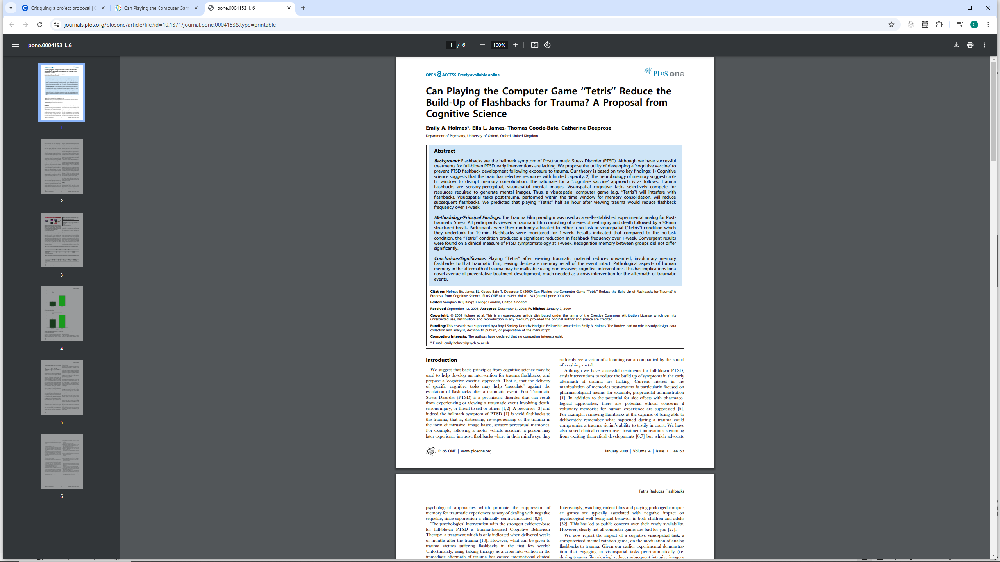 Critiquing a project proposal | C
Can Playing the Computer Gam
pone.0004153 1..6
journals.plos.org/plosone/article/file?id=10.1371/journal.pone.0004153&type=printable
C
pone.0004153 1..6
1 / 6
100%
1
2
3
4
5
6
OPEN ACCESS Freely available online
PLoS one
Can Playing the Computer Game “Tetris” Reduce the
Build-Up of Flashbacks for Trauma? A Proposal from
Cognitive Science
Emily A. Holmes*, Ella L. James, Thomas Coode-Bate, Catherine Deeprose
Department of Psychiatry, University of Oxford, Oxford, United Kingdom
Abstract
Background: Flashbacks are the hallmark symptom of Posttraumatic Stress Disorder (PTSD). Although we have successful
treatments for full-blown PTSD, early interventions are lacking. We propose the utility of developing a ‘cognitive vaccine’ to
prevent PTSD flashback development following exposure to trauma. Our theory is based on two key findings: 1) Cognitive
science suggests that the brain has selective resources with limited capacity; 2) The neurobiology of memory suggests a 6-
hr window to disrupt memory consolidation. The rationale for a ‘cognitive vaccine’ approach is as follows: Trauma
flashbacks are sensory-perceptual, visuospatial mental images. Visuospatial cognitive tasks selectively compete for
resources required to generate mental images. Thus, a visuospatial computer game (e.g. “Tetris”) will interfere with
flashbacks. Visuospatial tasks post-trauma, performed within the time window for memory consolidation, will reduce
subsequent flashbacks. We predicted that playing “Tetris” half an hour after viewing trauma would reduce flashback
frequency over 1-week.
Methodology/Principal Findings: The Trauma Film paradigm was used as a well-established experimental analog for Post-
traumatic Stress. All participants viewed a traumatic film consisting of scenes of real injury and death followed by a 30-min
structured break. Participants were then randomly allocated to either a no-task or visuospatial (“Tetris”) condition which
they undertook for 10-min. Flashbacks were monitored for 1-week. Results indicated that compared to the no-task
condition, the “Tetris” condition produced a significant reduction in flashback frequency over 1-week. Convergent results
were found on a clinical measure of PTSD symptomatology at 1-week. Recognition memory between groups did not differ
significantly.
Conclusions/Significance: Playing “Tetris” after viewing traumatic material reduces unwanted, involuntary memory
flashbacks to that traumatic film, leaving deliberate memory recall of the event intact. Pathological aspects of human
memory in the aftermath of trauma may be malleable using non-invasive, cognitive interventions. This has implications for a
novel avenue of preventative treatment development, much-needed as a crisis intervention for the aftermath of traumatic
events.
Citation: Holmes EA, James EL, Coode-Bate T, Deeprose C (2009) Can Playing the Computer Game “Tetris” Reduce the Build-Up of Flashbacks for Trauma? A
Proposal from Cognitive Science. PLoS ONE 4(1): e4153. doi:10.1371/journal.pone.0004153
Editor: Vaughan Bell, King’s College London, United Kingdom
Received September 12, 2008; Accepted December 3, 2008; Published January 7, 2009
Copyright: © 2009 Holmes et al. This is an open-access article distributed under the terms of the Creative Commons Attribution License, which permits
unrestricted use, distribution, and reproduction in any medium, provided the original author and source are credited.
Funding: This research was supported by a Royal Society Dorothy Hodgkin Fellowship awarded to Emily A. Holmes. The funders had no role in study design, data
collection and analysis, decision to publish, or preparation of the manuscript
Competing Interests: The authors have declared that no competing interests exist.
* E-mail: emily.holmes@psych.ox.ac.uk
Introduction
We suggest that basic principles from cognitive science may be
used to help develop an intervention for trauma flashbacks, and
propose a ‘cognitive vaccine’ approach. That is, that the delivery
of specific cognitive tasks may help ‘inoculate’ against the
escalation of flashbacks after a traumatic event. Post Traumatic
Stress Disorder (PTSD) is a psychiatric disorder that can result
from experiencing or viewing a traumatic event involving death,
serious injury, or threat to self or others [1,2]. A precursor [3] and
indeed the hallmark symptom of PTSD [1] is vivid flashbacks to
the trauma, that is, distressing, re-experiencing of the trauma in
the form of intrusive, image-based, sensory-perceptual memories.
For example, following a motor vehicle accident, a person may
later experience intrusive flashbacks where in their mind’s eye they
suddenly see a vision of a looming car accompanied by the sound
of crashing metal.
Although we have successful treatments for full-blown PTSD,
crisis interventions to reduce the build up of symptoms in the early
aftermath of trauma are lacking. Current interest in the
manipulation of memories post-trauma is particularly focused on
pharmacological means, for example, propranolol administration
[4]. In addition to the potential for side-effects with pharmaco-
logical approaches, there are potential ethical concerns if
voluntary memories for human experience are suppressed [5].
For example, removing flashbacks at the expense of being able to
deliberately remember what happened during a trauma could
compromise a trauma victim’s ability to testify in court. We have
also raised clinical concern over treatment innovations stemming
from exciting theoretical developments [6,7] but which advocate
PLoS ONE | www.plosone.org
1
January 2009 | Volume 4 | Issue 1 | e4153
Tetris Reduces Flashbacks
psychological approaches which promote the suppression of
memory for traumatic experiences as way of dealing with negative
sequelae, since suppression is clinically contra-indicated [8,9].
The psychological intervention with the strongest evidence-base
for full-blown PTSD is trauma-focussed Cognitive Behaviour
Therapy–a treatment which is only indicated when delivered weeks
or months after the trauma [10]. However, what can be given to
trauma victims suffering flashbacks in the first few weeks?
Unfortunately, using talking therapy as a crisis intervention in the
immediate aftermath of trauma has caused international clinical
Interestingly, watching violent films and playing prolonged comput-
er games are typically associated with negative impact on
psychological well being and behavior in both children and adults
[32]. This has led to public concern over their ready availability.
However, clearly not all computer games are bad for you [27].
We now report the impact of a cognitive visuospatial task, a
computerized mental rotation game, on the modulation of analog
flashbacks to trauma. Given our earlier experimental demonstra-
tion that engaging in visuospatial tasks peri-traumatically (i.e.
during trauma film viewing) reduces subsequent intrusive imagery